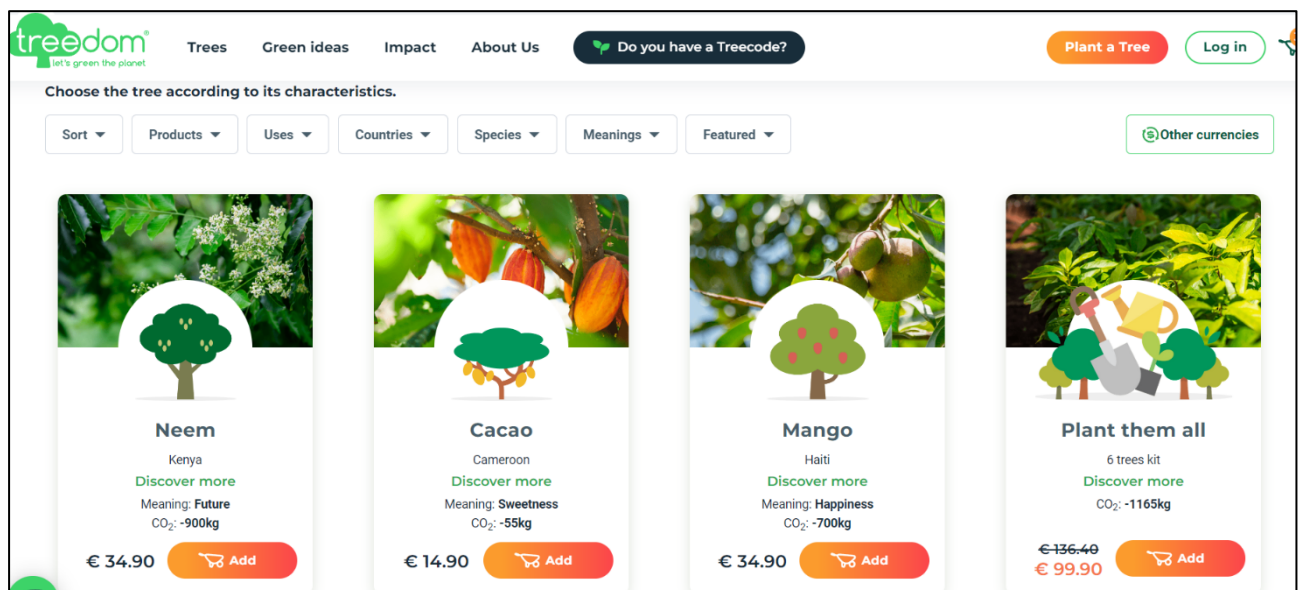 treedom®
let's green the planet
Trees Green ideas Impact About Us Do you have a Treecode? Plant a Tree Log in
Choose the tree according to its characteristics.
Sort Products Uses Countries Species Meanings Featured Other currencies
Neem
Kenya
Discover more
Meaning: Future
CO₂: -900kg
€ 34.90 Add
Cacao
Cameroon
Discover more
Meaning: Sweetness
CO₂: -55kg
€ 14.90 Add
Mango
Haiti
Discover more
Meaning: Happiness
CO₂: -700kg
€ 34.90 Add
Plant them all
6 trees kit
Discover more
CO₂: -1165kg
€ 136.40
€ 99.90 Add